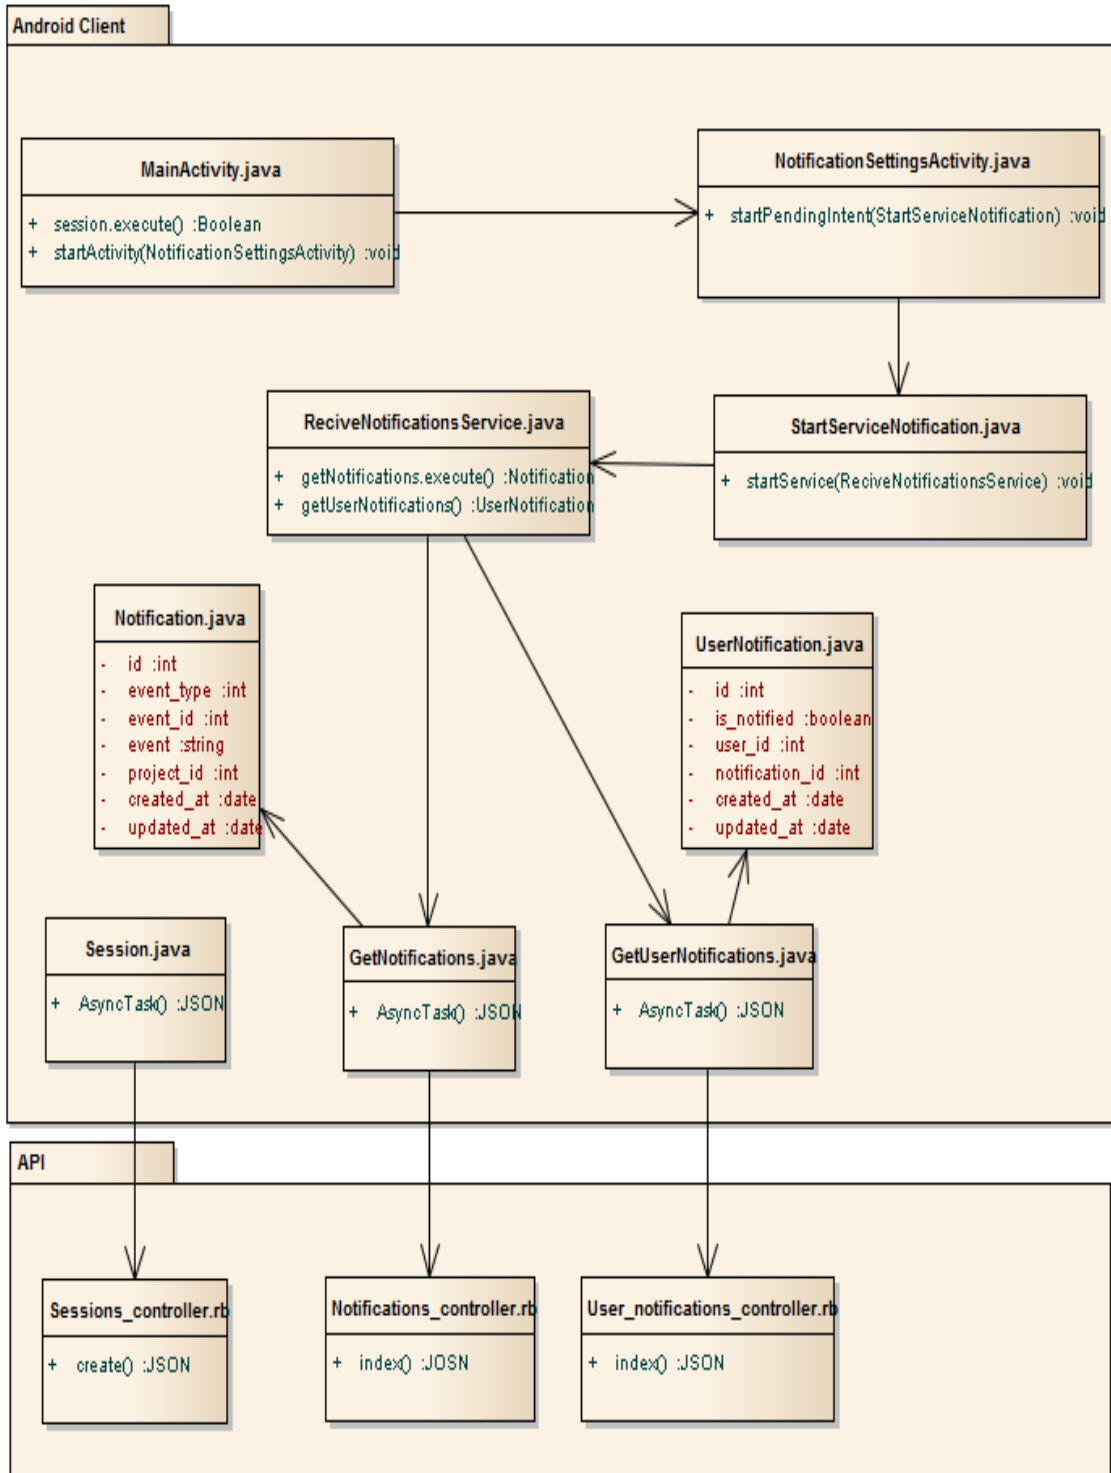 Android Client
MainActivity.java
+ session.execute() :Boolean
+ startActivity(NotificationSettingsActivity) :void
NotificationSettingsActivity.java
+ startPendingIntent(StartServiceNotification) :void
ReciveNotificationsService.java
+ getNotifications.execute() :Notification
+ getUserNotifications() :UserNotification
StartServiceNotification.java
+ startService(ReciveNotificationsService) :void
Notification.java
- id :int
- event_type :int
- event_id :int
- event :string
- project_id :int
- created_at :date
- updated_at :date
UserNotification.java
- id :int
- is_notified :boolean
- user_id :int
- notification_id :int
- created_at :date
- updated_at :date
Session.java
+ AsyncTask() :JSON
GetNotifications.java
+ AsyncTask() :JSON
GetUserNotifications.java
+ AsyncTask() :JSON
API
Sessions_controller.rb
+ create() :JSON
Notifications_controller.rb
+ index() :JOSN
User_notifications_controller.rb
+ index() :JSON